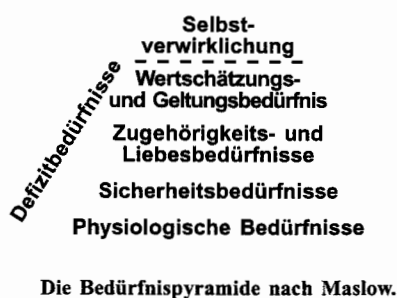 Selbst-
verwirklichung
Defizitbedürfnisse
Wertschätzungs-
und Geltungsbedürfnis
Zugehörigkeits- und
Liebesbedürfnisse
Sicherheitsbedürfnisse
Physiologische Bedürfnisse
Die Bedürfnispyramide nach Maslow.